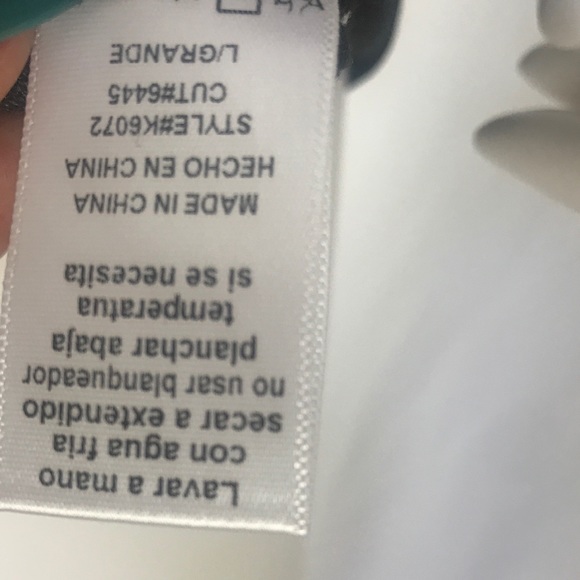 Lavar a mano
con agua fria
secar a extendido
no usar qlanbueador
planchar abaja
temperatua
si se necesita
MADE IN CHINA
HECHO EN CHINA
STYLE#K6072
CUT#6445
L/GRANDE